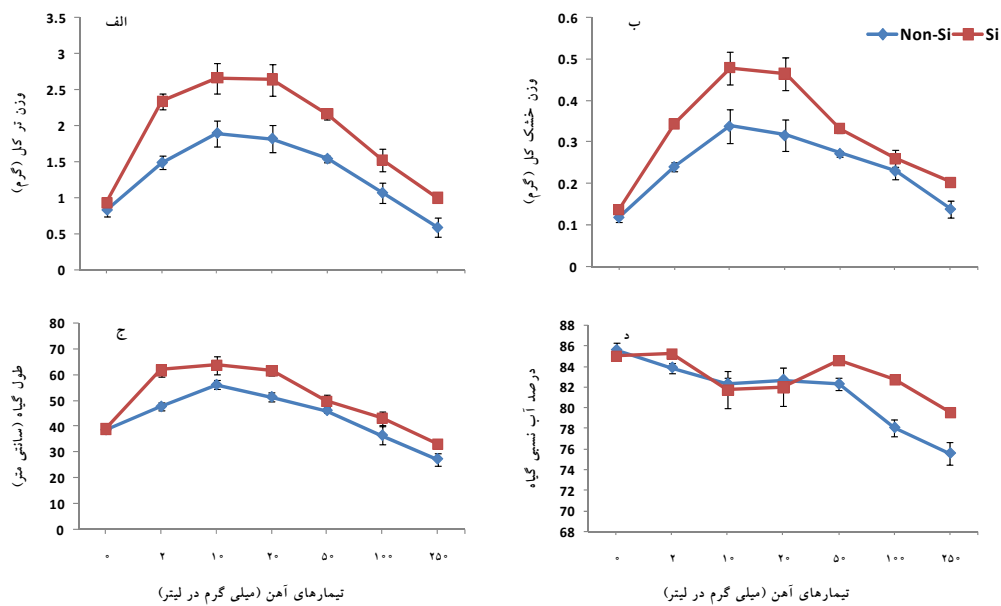 الف
3.5
3
2.5
2
1.5
1
0.5
0
وزن تر کل (گرم)
ب
Non-Si Si
0.6
0.5
0.4
0.3
0.2
0.1
0
وزن خشک کل (گرم)
ج
80
70
60
50
40
30
20
10
0
طول گیاه (سانتی متر)
۰ ۲ ۱۰ ۲۰ ۵۰ ۱۰۰ ۲۵۰
تیمارهای آهن (میلی گرم در لیتر)
د
88
86
84
82
80
78
76
74
72
70
68
درصد آب نسبی گیاه
۰ ۲ ۱۰ ۲۰ ۵۰ ۱۰۰ ۲۵۰
تیمارهای آهن (میلی گرم در لیتر)